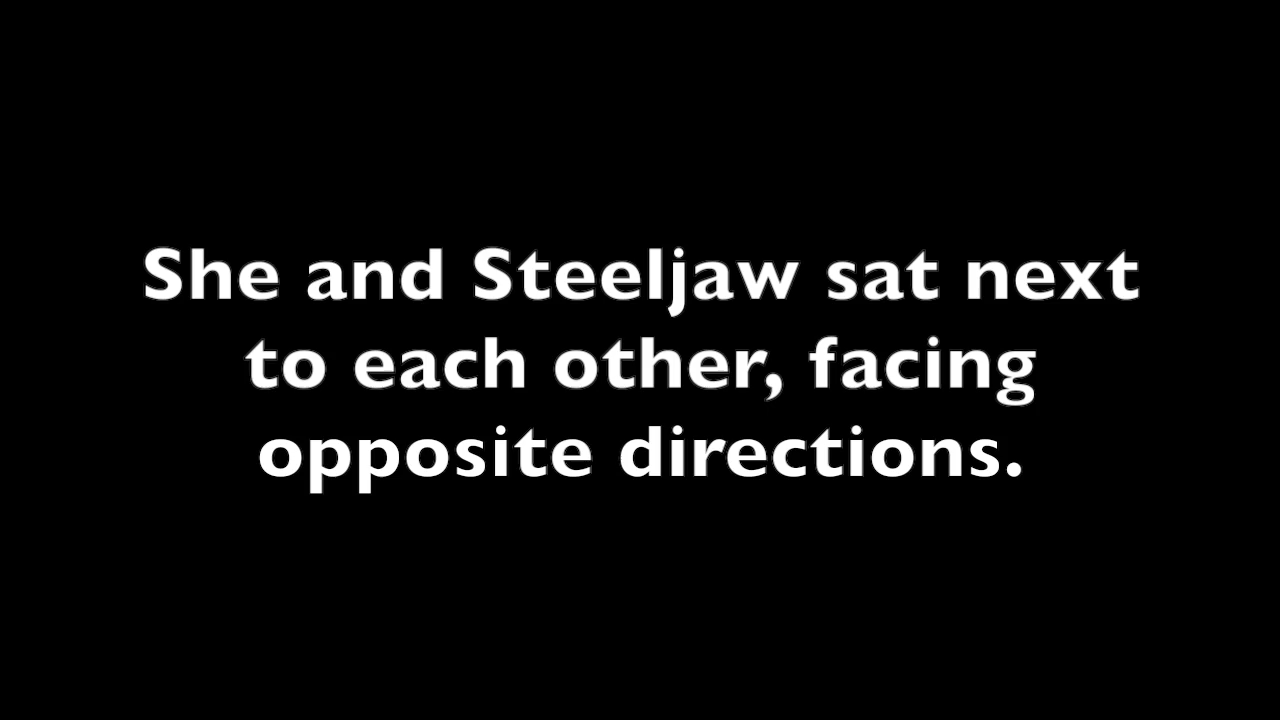 She and Steeljaw sat next
to each other, facing
opposite directions.